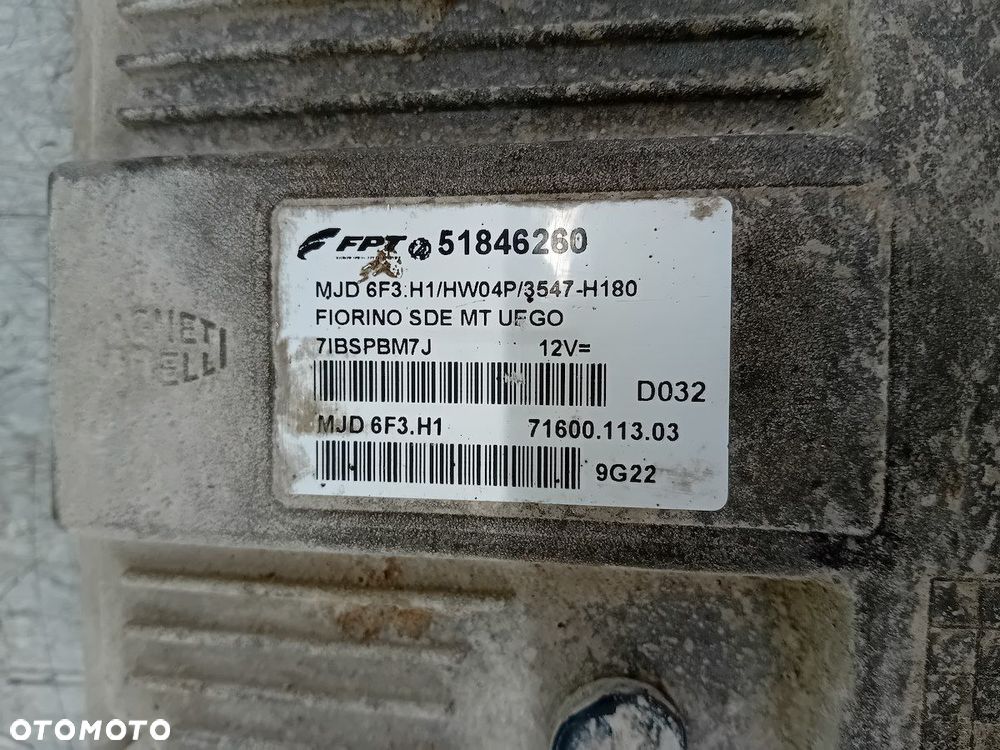 FPT 51846260
MJD 6F3.H1/HW04P/3547-H180
FIORINO SDE MT UFGO
7IBSPBM7J 12V=
D032
MJD 6F3.H1 71600.113.03
9G22
OTOMOTO